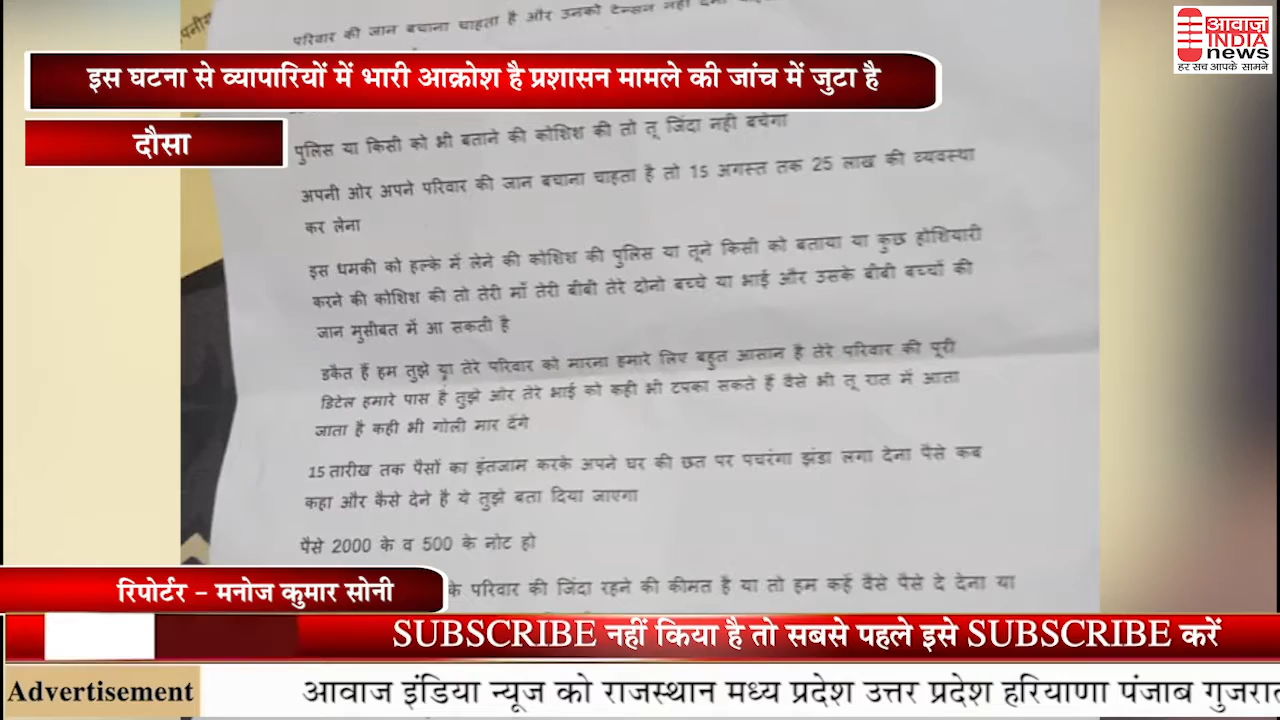 परिवार की जान बचाना चाहता है और उनको टेन्सन नही देना
आवाज़
INDIA
news
हर सच आपके सामने
इस घटना से व्यापारियों में भारी आक्रोश है प्रशासन मामले की जांच में जुटा है
दौसा
पुलिस या किसी को भी बताने की कोशिश की तो तू जिंदा नही बचेगा
अपनी ओर अपने परिवार की जान बचाना चाहता है तो 15 अगस्त तक 25 लाख की व्यवस्था
कर लेना
इस धमकी को हल्के में लेने की कोशिश की पुलिस या तूने किसी को बताया या कुछ होशियारी
करने की कोशिश की तो तेरी माँ तेरी बीबी तेरे दोनो बच्चे या भाई और उसके बीबी बच्चों की
जान मुसीबत में आ सकती है
डकैत हैं हम तुझे या तेरे परिवार को मारना हमारे लिए बहुत आसान है तेरे परिवार की पूरी
डिटेल हमारे पास है तुझे और तेरे भाई को कही भी टपका सकते हैं वैसे भी तू रात में आता
जाता है कही भी गोली मार देंगे
15 तारीख तक पैसों का इंतजाम करके अपने घर की छत पर पचरंगा झंडा लगा देना पैसे कब
कहा और कैसे देने है ये तुझे बता दिया जाएगा
पैसे 2000 के व 500 के नोट हो
के परिवार की जिंदा रहने की कीमत है या तो हम कहें वैसे पैसे दे देना या
रिपोर्टर – मनोज कुमार सोनी
SUBSCRIBE नहीं किया है तो सबसे पहले इसे SUBSCRIBE करें
Advertisement
आवाज इंडिया न्यूज को राजस्थान मध्य प्रदेश उत्तर प्रदेश हरियाणा पंजाब गुजरात